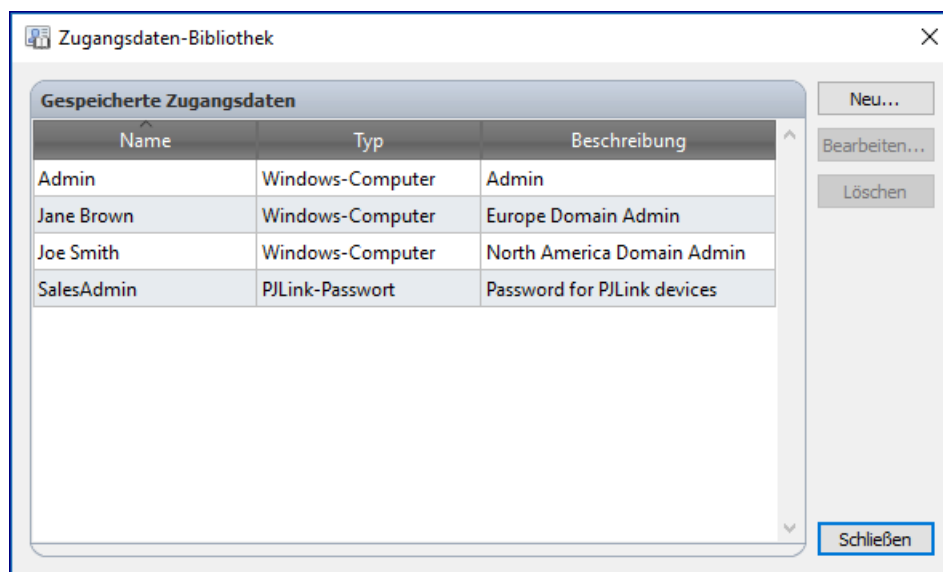 Zugangsdaten-Bibliothek
Gespeicherte Zugangsdaten
Name Typ Beschreibung
Admin Windows-Computer Admin
Jane Brown Windows-Computer Europe Domain Admin
Joe Smith Windows-Computer North America Domain Admin
SalesAdmin PJLink-Passwort Password for PJLink devices
Neu...
Bearbeiten...
Löschen
Schließen